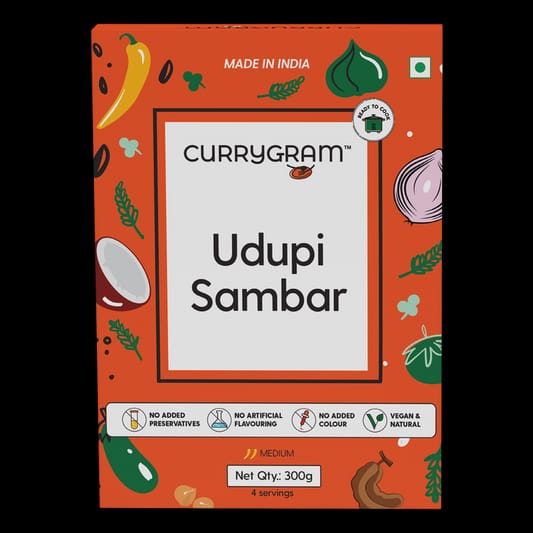 MADE IN INDIA
READY TO COOK
CURRYGRAM™
Udupi
Sambar
NO ADDED
PRESERVATIVES
NO ARTIFICIAL
FLAVOURING
NO ADDED
COLOUR
VEGAN &
NATURAL
MEDIUM
Net Qty.: 300g
4 servings